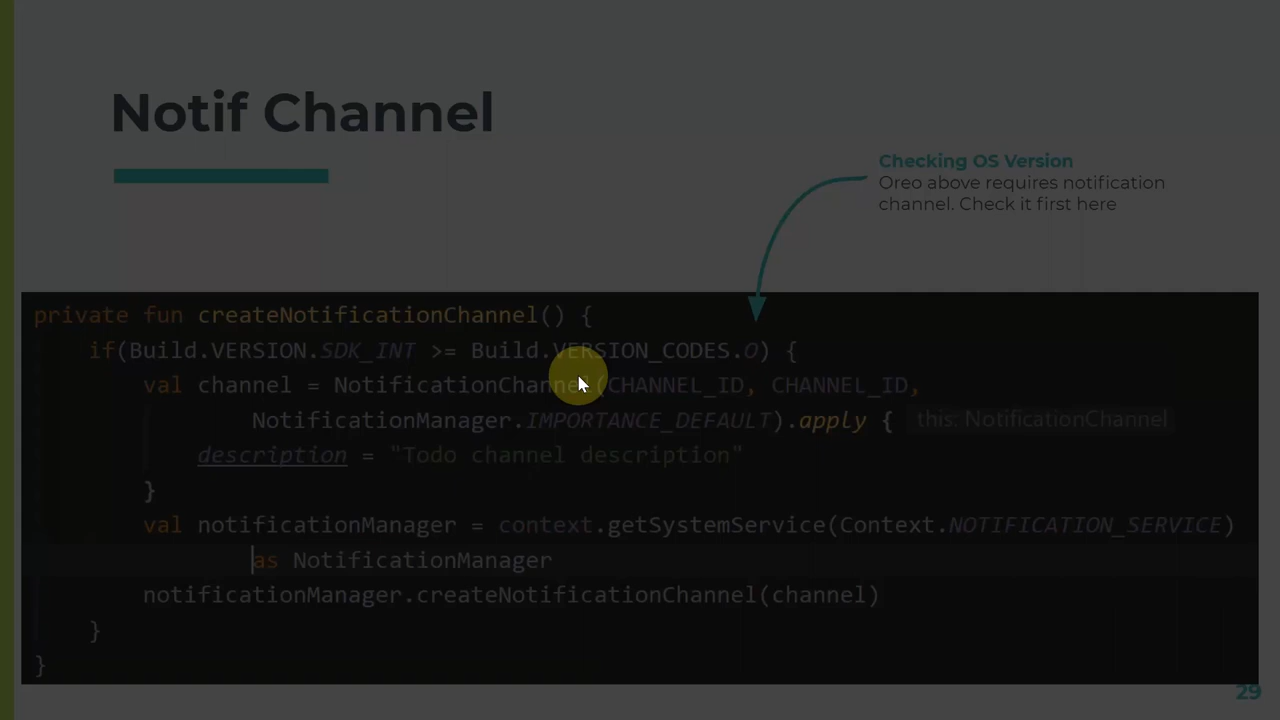 Notif Channel
Checking OS Version
Oreo above requires notification
channel. Check it first here
private fun createNotificationChannel() {
if(Build.VERSION.SDK_INT >= Build.VERSION_CODES.O) {
val channel = NotificationChannel(CHANNEL_ID, CHANNEL_ID,
NotificationManager.IMPORTANCE_DEFAULT).apply { this: NotificationChannel
description = "Todo channel description"
}
val notificationManager = context.getSystemService(Context.NOTIFICATION_SERVICE)
as NotificationManager
notificationManager.createNotificationChannel(channel)
}
}
29